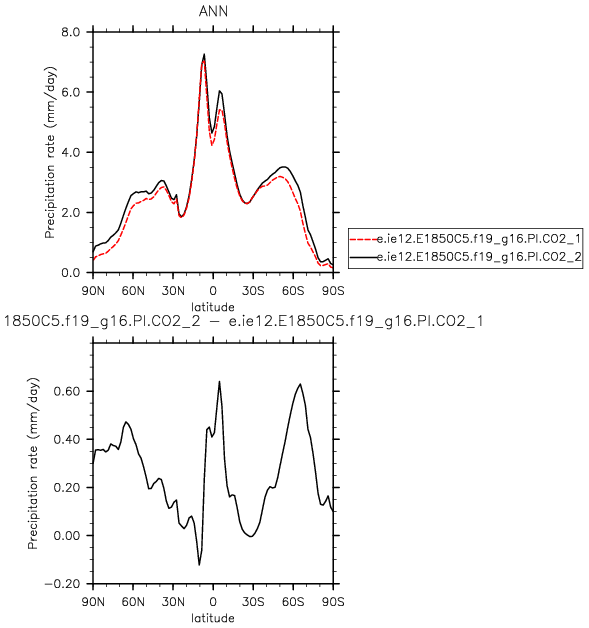 ANN
8.0
6.0
4.0
2.0
0.0
Precipitation rate (mm/day)
90N 60N 30N 0 30S 60S 90S
latitude
e.ie12.E1850C5.f19_g16.PI.CO2_1
e.ie12.E1850C5.f19_g16.PI.CO2_2
1850C5.f19_g16.PI.CO2_2 − e.ie12.E1850C5.f19_g16.PI.CO2_1
0.60
0.40
0.20
0.00
−0.20
Precipitation rate (mm/day)
90N 60N 30N 0 30S 60S 90S
latitude